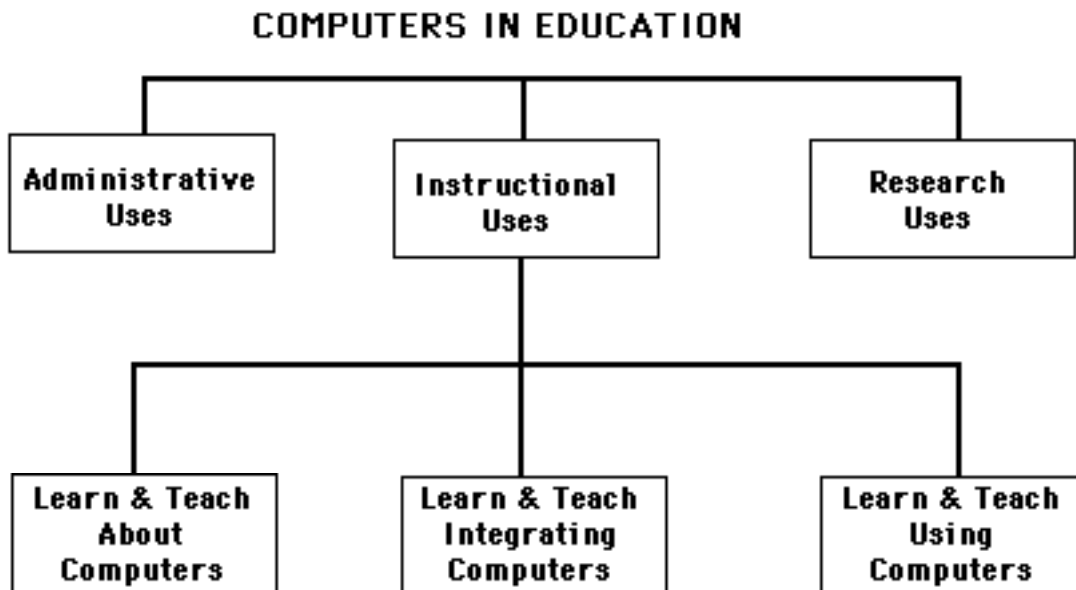 COMPUTERS IN EDUCATION
Administrative
Uses
Instructional
Uses
Research
Uses
Learn & Teach
About
Computers
Learn & Teach
Integrating
Computers
Learn & Teach
Using
Computers